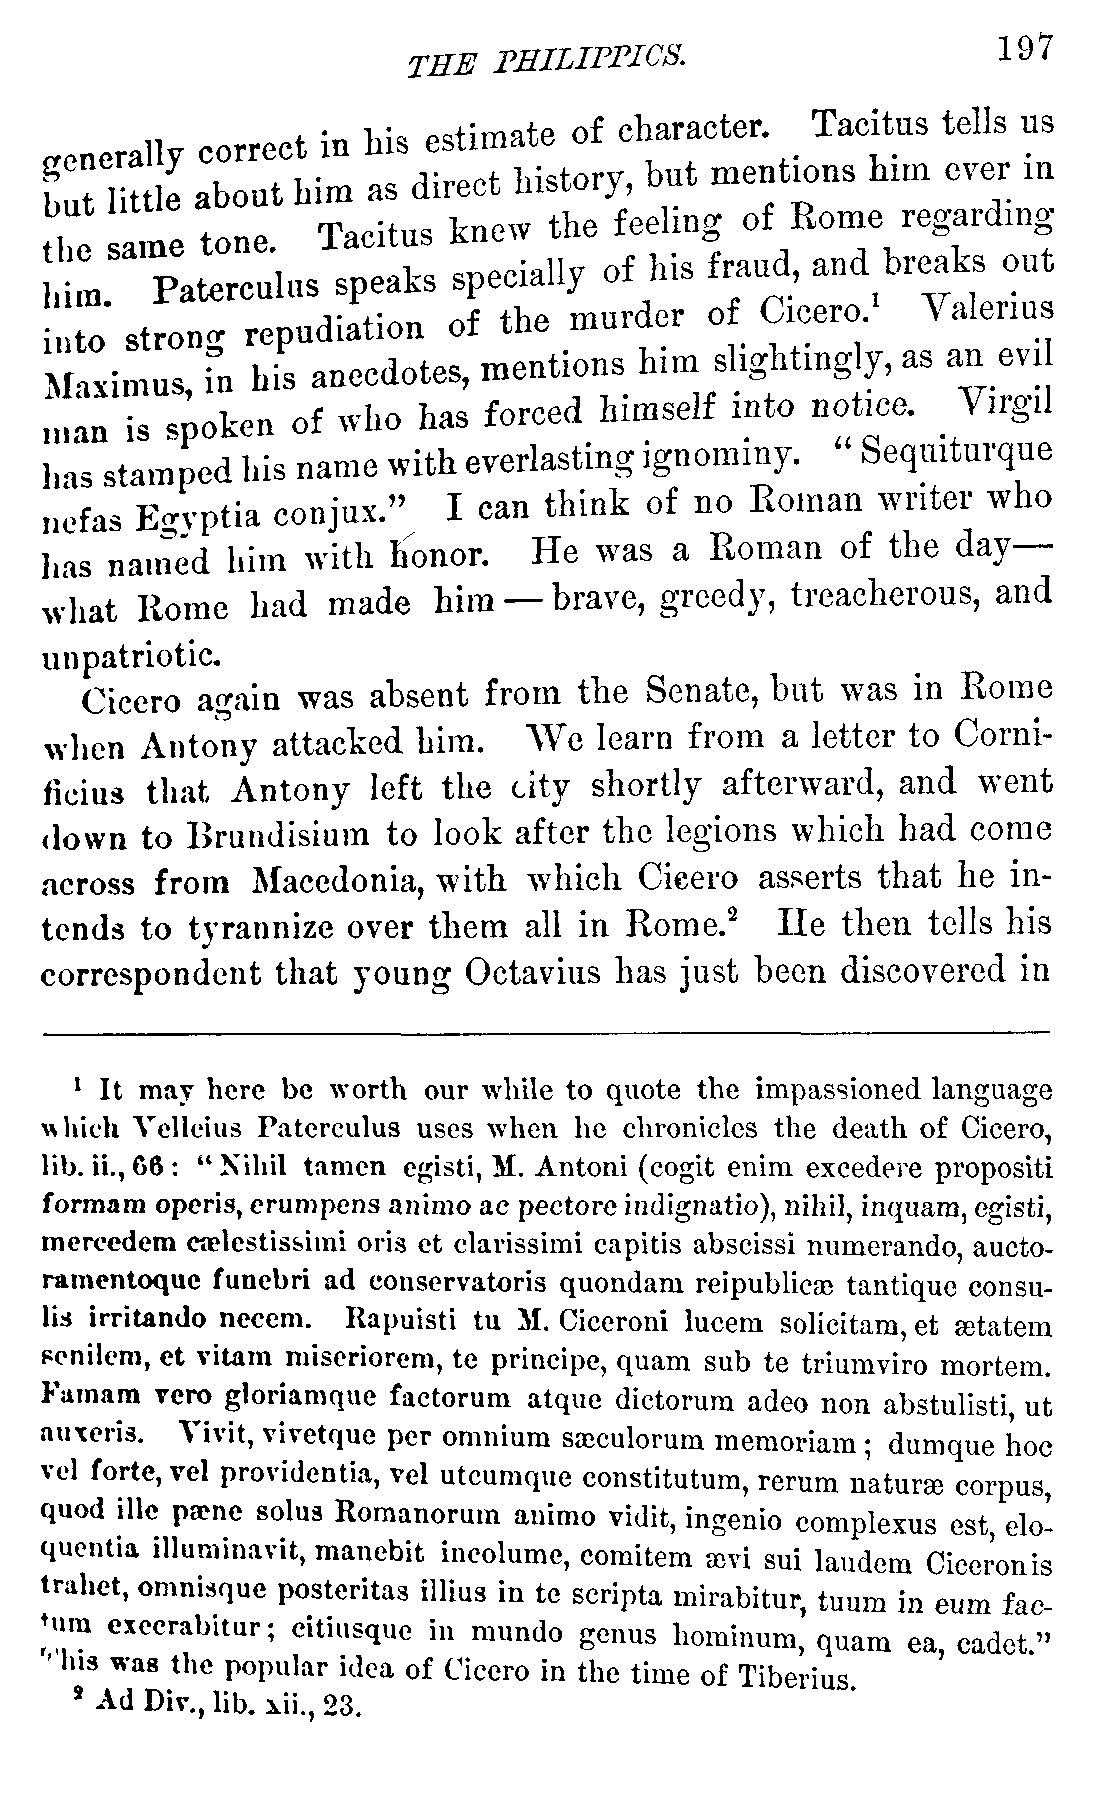 THE PHILIPPICS. 197
generally correct in his estimate of character. Tacitus tells us
but little about him as direct history, but mentions him ever in
the same tone. Tacitus knew the feeling of Rome regarding
him. Paterculus speaks specially of his fraud, and breaks out
into strong repudiation of the murder of Cicero.¹ Valerius
Maximus, in his anecdotes, mentions him slightingly, as an evil
man is spoken of who has forced himself into notice. Virgil
has stamped his name with everlasting ignominy. “Sequiturque
nefas Egyptia conjux.” I can think of no Roman writer who
has named him with honor. He was a Roman of the day—
what Rome had made him — brave, greedy, treacherous, and
unpatriotic.
Cicero again was absent from the Senate, but was in Rome
when Antony attacked him. We learn from a letter to Corni-
ficius that Antony left the city shortly afterward, and went
down to Brundisium to look after the legions which had come
across from Macedonia, with which Cicero asserts that he in-
tends to tyrannize over them all in Rome.² He then tells his
correspondent that young Octavius has just been discovered in
¹ It may here be worth our while to quote the impassioned language
which Velleius Paterculus uses when he chronicles the death of Cicero,
lib. ii., 66: “Nihil tamen egisti, M. Antoni (cogit enim excedere propositi
formam operis, erumpens animo ac pectore indignatio), nihil, inquam, egisti,
mercedem cælestissimi oris et clarissimi capitis abscissi numerando, aucto-
ramentoque funebri ad conservatoris quondam reipublicæ tantique consu-
lis irritando necem. Rapuisti tu M. Ciceroni lucem solicitam, et ætatem
senilem, et vitam miseriorem, te principe, quam sub te triumviro mortem.
Famam vero gloriamque factorum atque dictorum adeo non abstulisti, ut
auxeris. Vivit, vivetque per omnium sæculorum memoriam; dumque hoc
vel forte, vel providentia, vel utcumque constitutum, rerum naturæ corpus,
quod ille pæne solus Romanorum animo vidit, ingenio complexus est, elo-
quentia illuminavit, manebit incolume, comitem ævi sui laudem Ciceronis
trahet, omnisque posteritas illius in te scripta mirabitur, tuum in eum fac-
tum execrabitur; citiusque in mundo genus hominum, quam ea, cadet.”
This was the popular idea of Cicero in the time of Tiberius.
² Ad Div., lib. xii., 23.